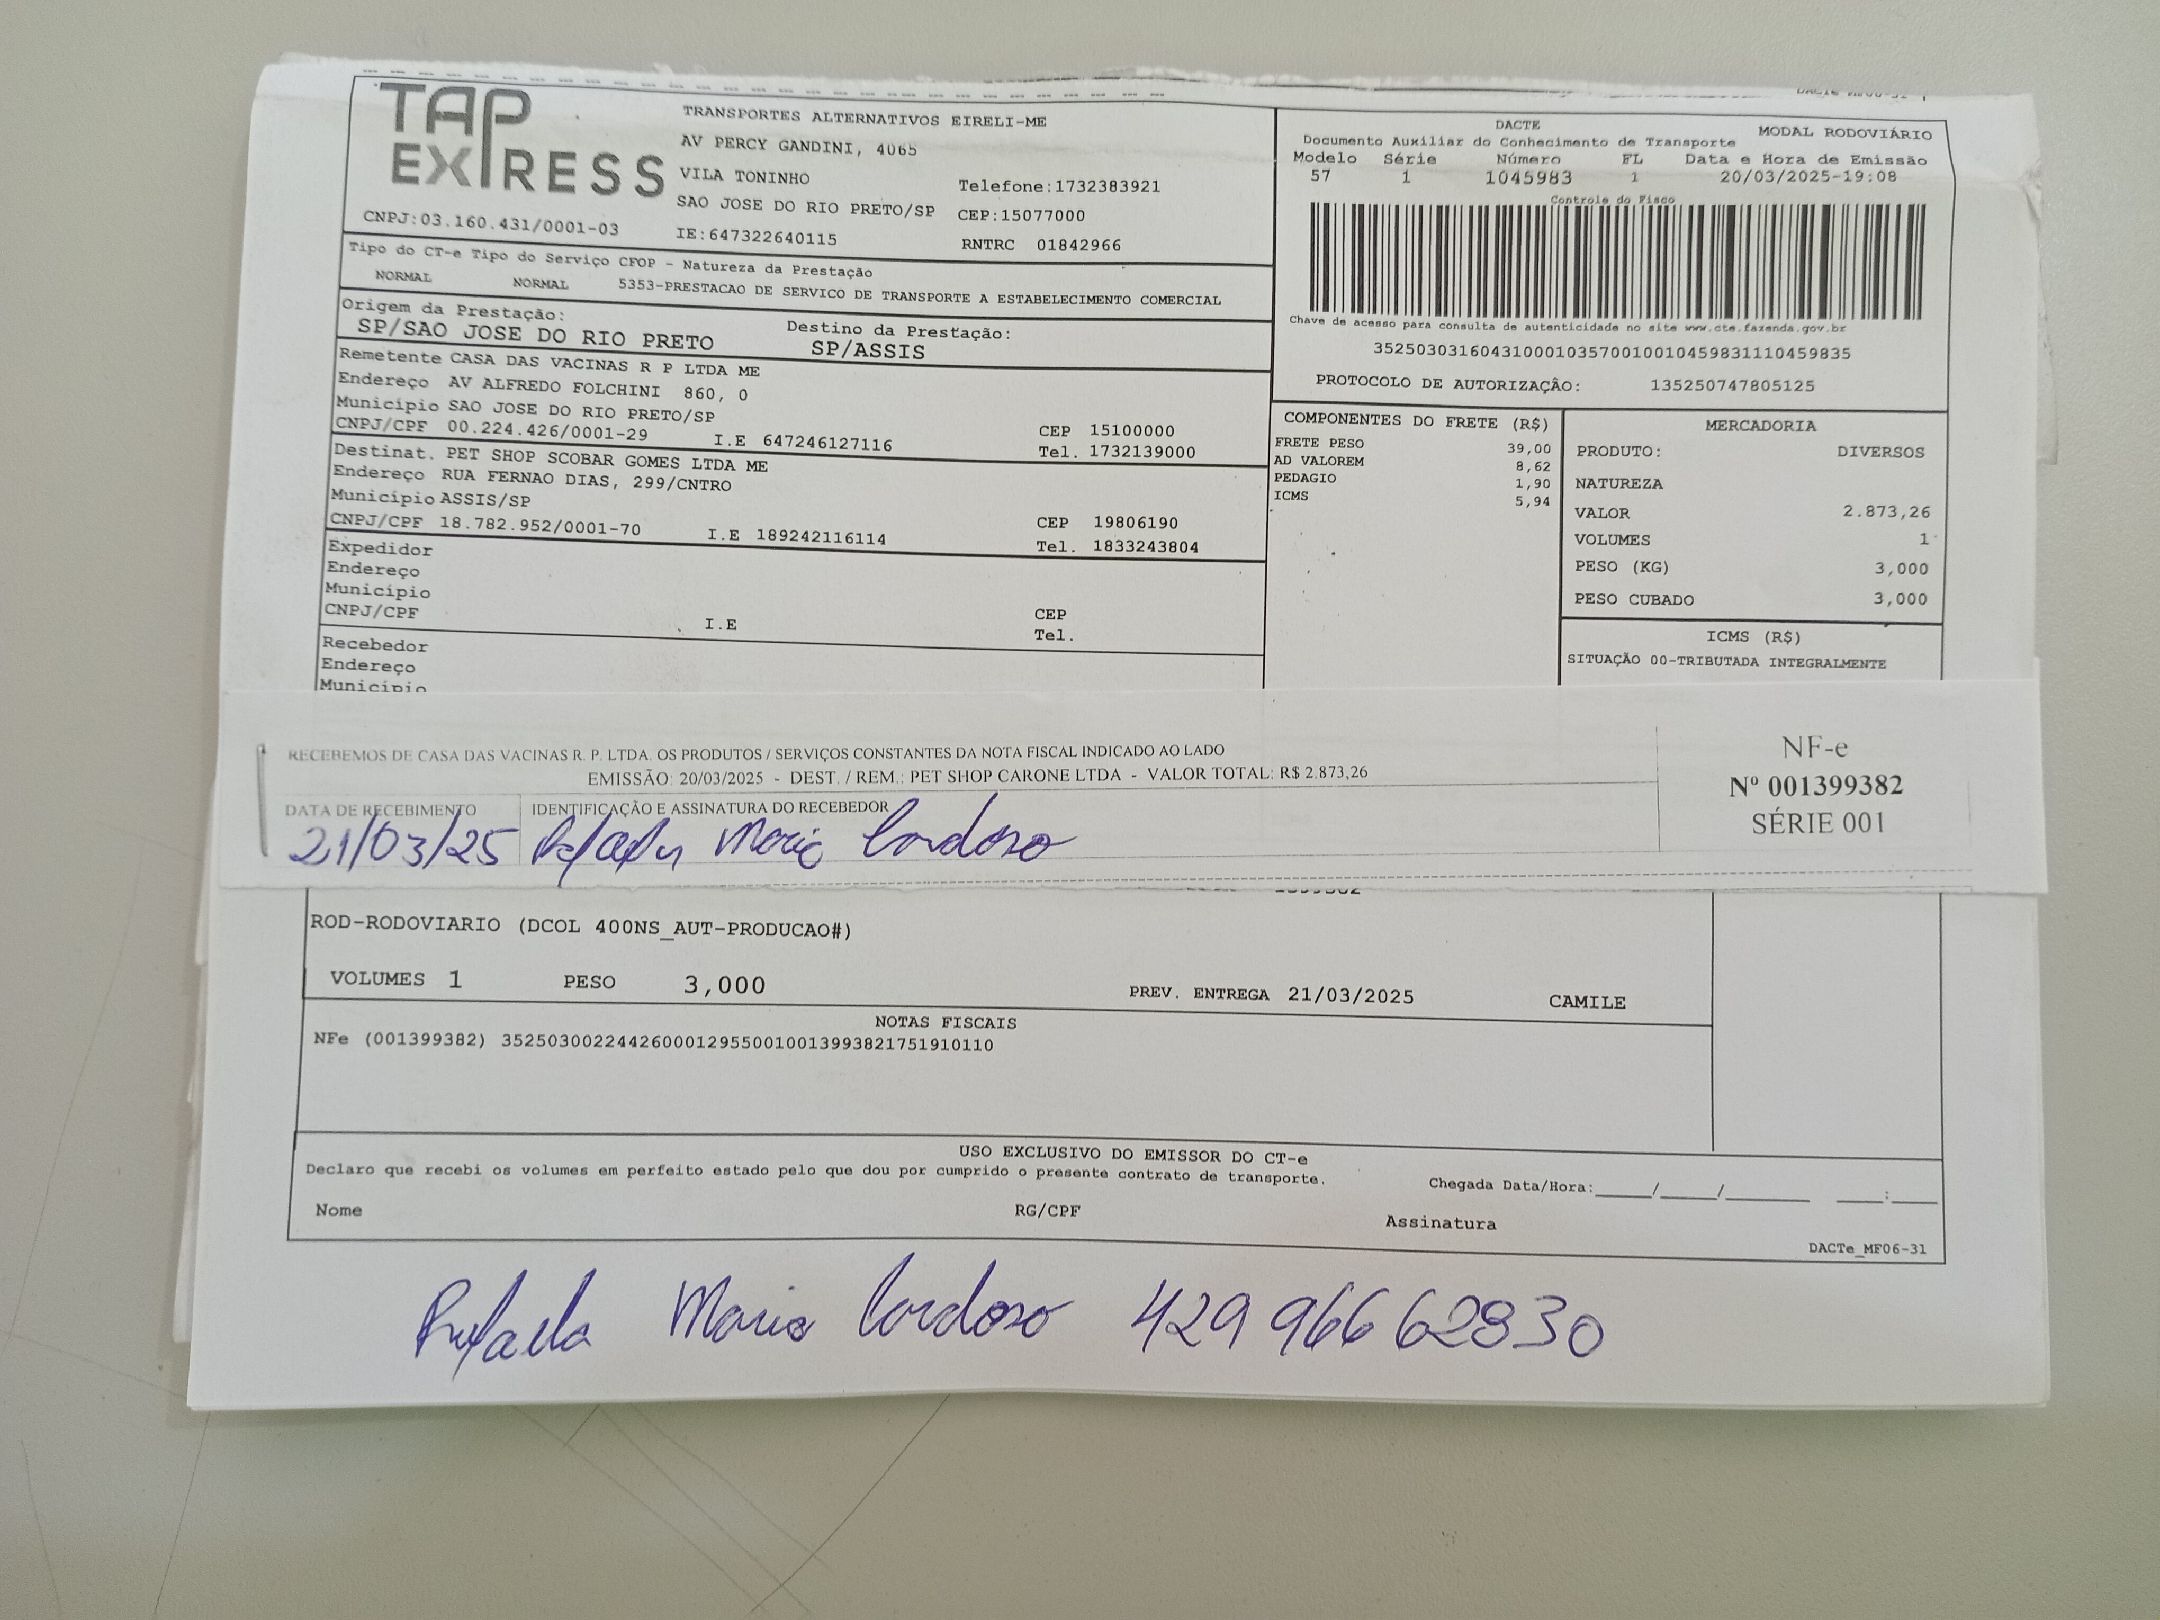 TAP EXPRESS
TRANSPORTES ALTERNATIVOS EIRELI-ME
AV PERCY GANDINI, 4065
VILA TONINHO
Telefone:1732383921
SAO JOSE DO RIO PRETO/SP CEP:15077000
CNPJ:03.160.431/0001-03 IE:647322640115 RNTRC 01842966
Tipo do CT-e Tipo do Serviço CFOP - Natureza da Prestação
NORMAL NORMAL 5353-PRESTACAO DE SERVICO DE TRANSPORTE A ESTABELECIMENTO COMERCIAL
Origem da Prestação: Destino da Prestação:
SP/SAO JOSE DO RIO PRETO SP/ASSIS
Remetente CASA DAS VACINAS R P LTDA ME
Endereço AV ALFREDO FOLCHINI 860, 0
Município SAO JOSE DO RIO PRETO/SP CEP 15100000
CNPJ/CPF 00.224.426/0001-29 I.E 647246127116 Tel. 1732139000
Destinat. PET SHOP SCOBAR GOMES LTDA ME
Endereço RUA FERNAO DIAS, 299/CNTRO
Município ASSIS/SP CEP 19806190
CNPJ/CPF 18.782.952/0001-70 I.E 189242116114 Tel. 1833243804
Expedidor
Endereço
Município CEP
CNPJ/CPF I.E Tel.
Recebedor
Endereço
Município
DACTE MODAL RODOVIÁRIO
Documento Auxiliar do Conhecimento de Transporte
Modelo Série Número FL Data e Hora de Emissão
57 1 1045983 1 20/03/2025-19:08
Controle do Fisco
Chave de acesso para consulta de autenticidade no site www.cte.fazenda.gov.br
35250303160431000103570010010459831110459835
PROTOCOLO DE AUTORIZAÇÃO: 135250747805125
COMPONENTES DO FRETE (R$)
FRETE PESO 39,00
AD VALOREM 8,62
PEDAGIO 1,90
ICMS 5,94
MERCADORIA
PRODUTO: DIVERSOS
NATUREZA
VALOR 2.873,26
VOLUMES 1
PESO (KG) 3,000
PESO CUBADO 3,000
ICMS (R$)
SITUAÇÃO 00-TRIBUTADA INTEGRALMENTE
RECEBEMOS DE CASA DAS VACINAS R. P. LTDA. OS PRODUTOS / SERVIÇOS CONSTANTES DA NOTA FISCAL INDICADO AO LADO
EMISSÃO: 20/03/2025 - DEST. / REM.: PET SHOP CARONE LTDA - VALOR TOTAL: R$ 2.873,26
DATA DE RECEBIMENTO IDENTIFICAÇÃO E ASSINATURA DO RECEBEDOR
21/03/25 Rafaela Maria Cardoso
NF-e
Nº 001399382
SÉRIE 001
ROD-RODOVIARIO (DCOL 400NS_AUT-PRODUCAO#)
VOLUMES 1 PESO 3,000 PREV. ENTREGA 21/03/2025 CAMILE
NOTAS FISCAIS
NFe (001399382) 35250300224426000129550010013993821751910110
USO EXCLUSIVO DO EMISSOR DO CT-e
Declaro que recebi os volumes em perfeito estado pelo que dou por cumprido o presente contrato de transporte.
Chegada Data/Hora:____/____/______ ___:___
Nome RG/CPF Assinatura
DACTe_MF06-31
Rafaela Maria Cardoso 42996662830